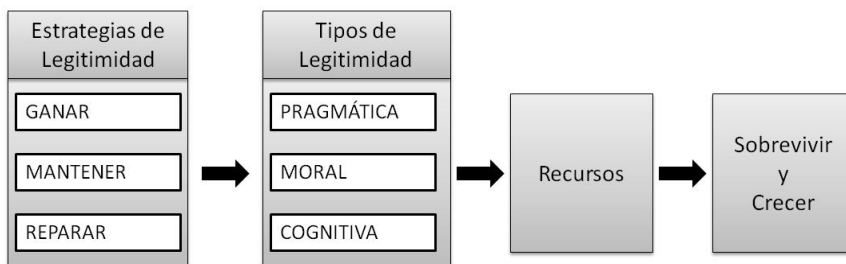 Estrategias de
Legitimidad
GANAR
MANTENER
REPARAR
Tipos de
Legitimidad
PRAGMÁTICA
MORAL
COGNITIVA
Recursos
Sobrevivir
y
Crecer